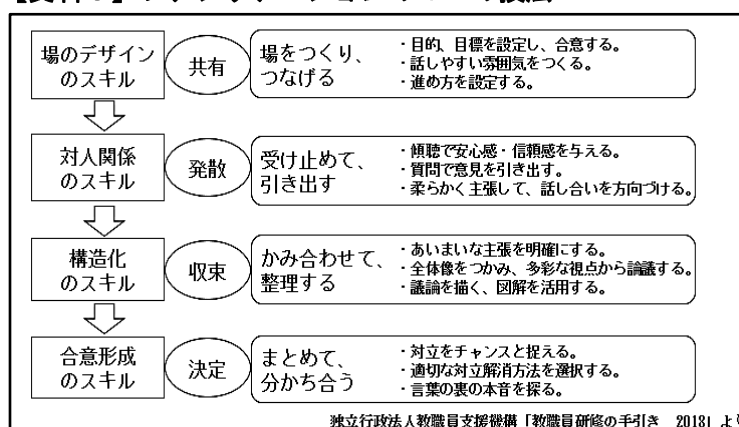 場のデザイン
のスキル
共有
場をつくり、
つなげる
・目的、目標を設定し、合意する。
・話しやすい雰囲気をつくる。
・進め方を設定する。
対人関係
のスキル
発散
受け止めて、
引き出す
・傾聴で安心感・信頼感を与える。
・質問で意見を引き出す。
・柔らかく主張して、話し合いを方向づける。
構造化
のスキル
収束
かみ合わせて、
整理する
・あいまいな主張を明確にする。
・全体像をつかみ、多彩な視点から論議する。
・議論を描く、図解を活用する。
合意形成
のスキル
決定
まとめて、
分かち合う
・対立をチャンスと捉える。
・適切な対立解消方法を選択する。
・言葉の裏の本音を探る。
独立行政法人教職員支援機構「教職員研修の手引き 2018」よ